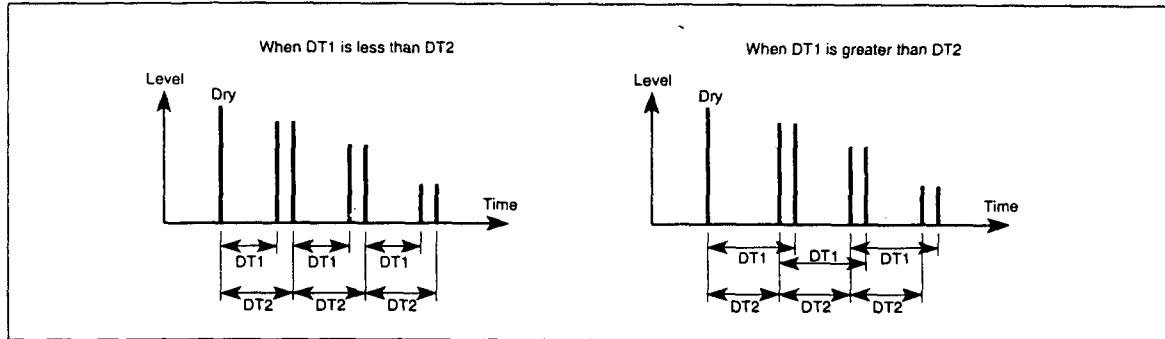 When DT1 is less than DT2
Level
Dry
Time
DT1 DT1 DT1
DT2 DT2 DT2
When DT1 is greater than DT2
Level
Dry
Time
DT1 DT1 DT1
DT2 DT2 DT2